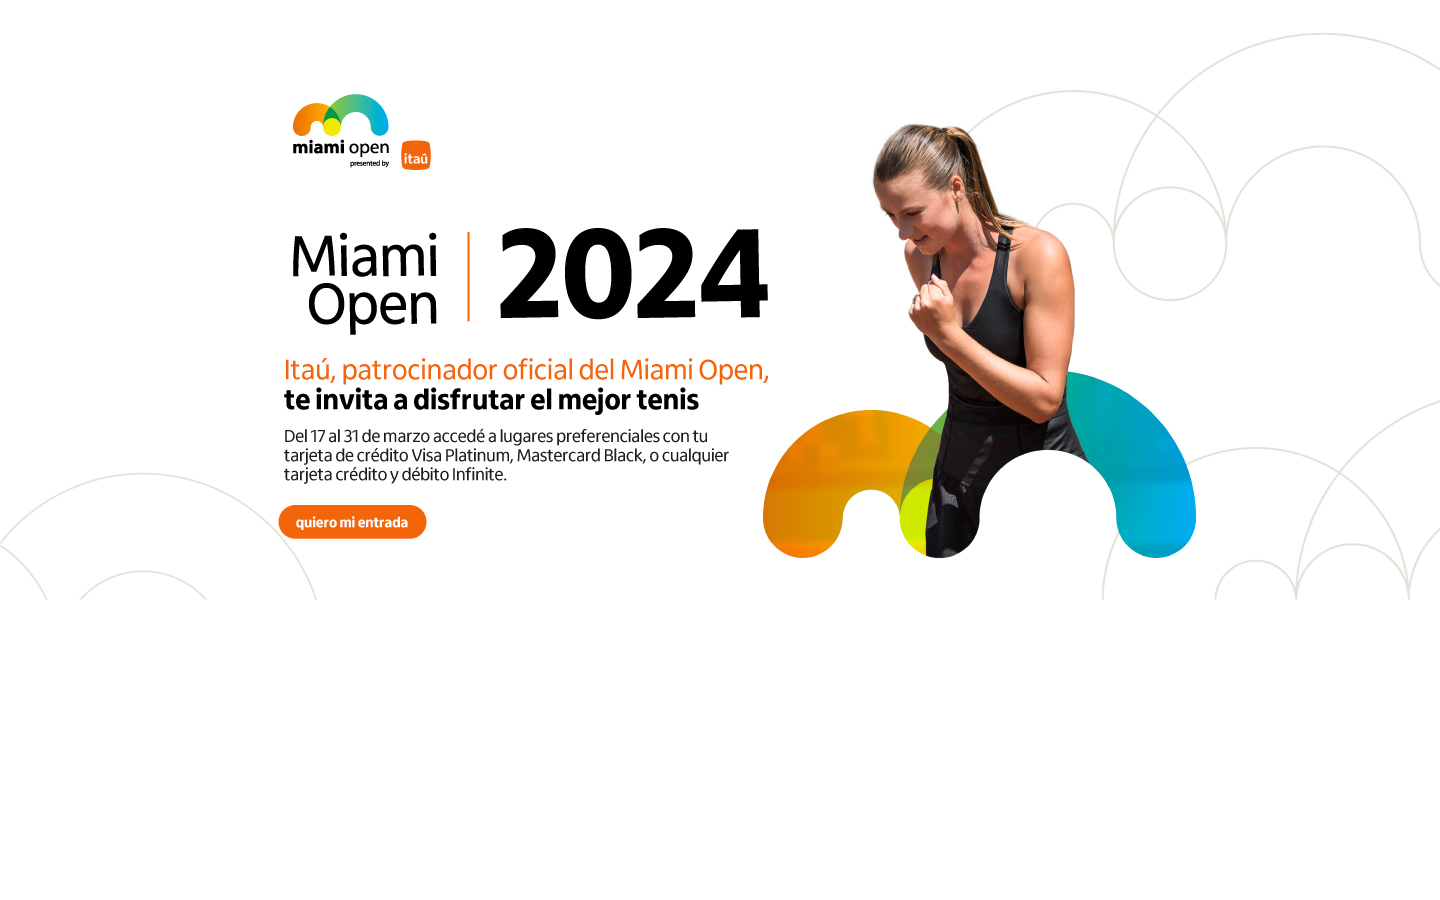 miami open
presented by
itaú
Miami
Open
2024
Itaú, patrocinador oficial del Miami Open,
te invita a disfrutar el mejor tenis
Del 17 al 31 de marzo accedé a lugares preferenciales con tu
tarjeta de crédito Visa Platinum, Mastercard Black, o cualquier
tarjeta crédito y débito Infinite.
quiero mi entrada